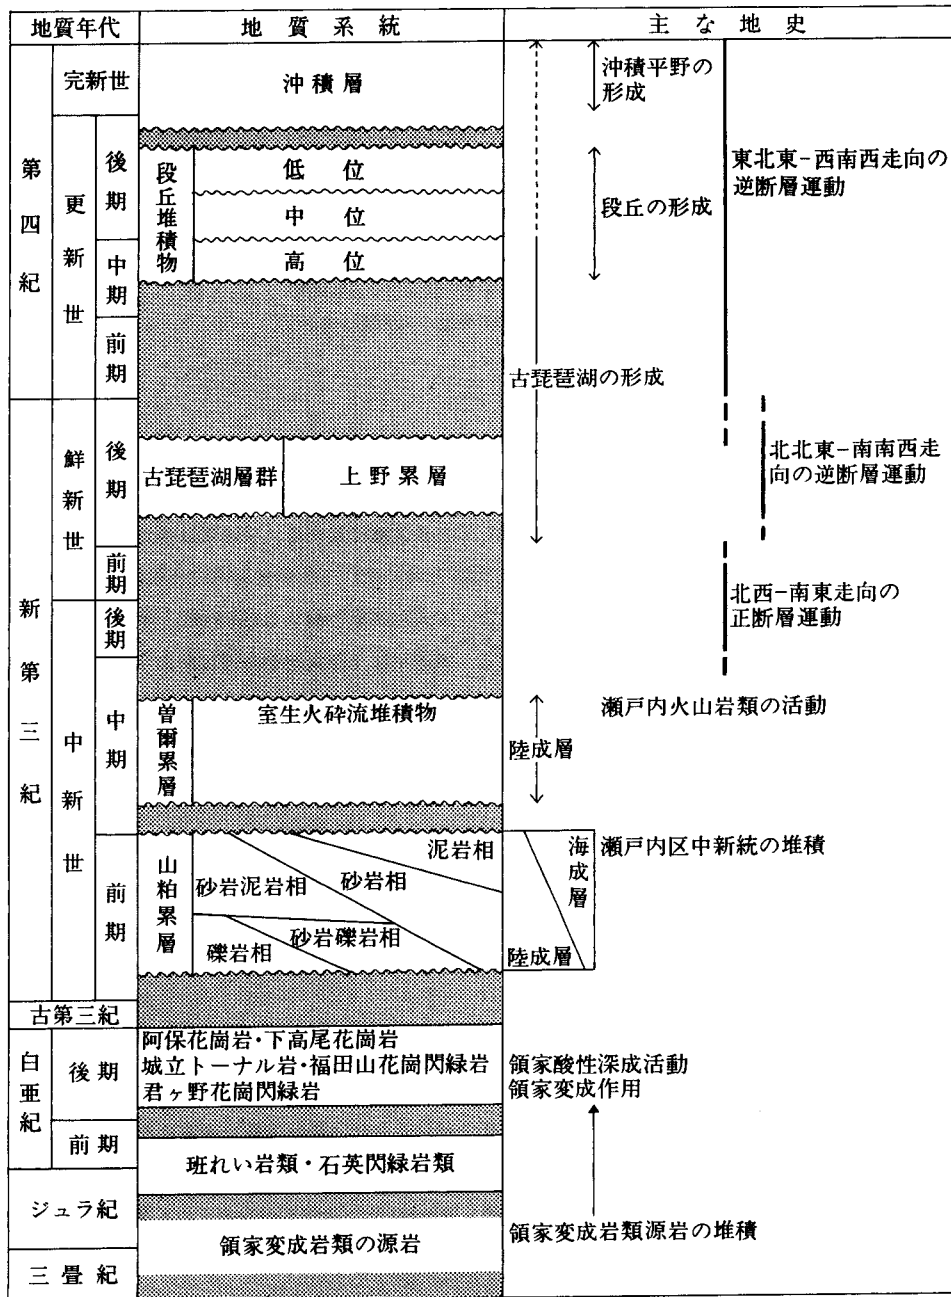 地質年代
地質系統
主な地史
第四紀
完新世
更新世
後期
中期
前期
沖積層
段丘堆積物
低位
中位
高位
沖積平野の
形成
段丘の形成
東北東-西南西走向の
逆断層運動
古琵琶湖の形成
新第三紀
鮮新世
後期
前期
古琵琶湖層群
上野累層
北北東-南南西走
向の逆断層運動
北西-南東走向の
正断層運動
中新世
後期
中期
前期
曽爾累層
室生火砕流堆積物
陸成層
瀬戸内火山岩類の活動
山粕累層
泥岩相
砂岩泥岩相
砂岩相
砂岩礫岩相
礫岩相
海成層
陸成層
瀬戸内区中新統の堆積
古第三紀
白亜紀
後期
前期
阿保花崗岩・下高尾花崗岩
城立トーナル岩・福田山花崗閃緑岩
君ヶ野花崗閃緑岩
領家酸性深成活動
領家変成作用
班れい岩類・石英閃緑岩類
ジュラ紀
三畳紀
領家変成岩類の源岩
領家変成岩類源岩の堆積